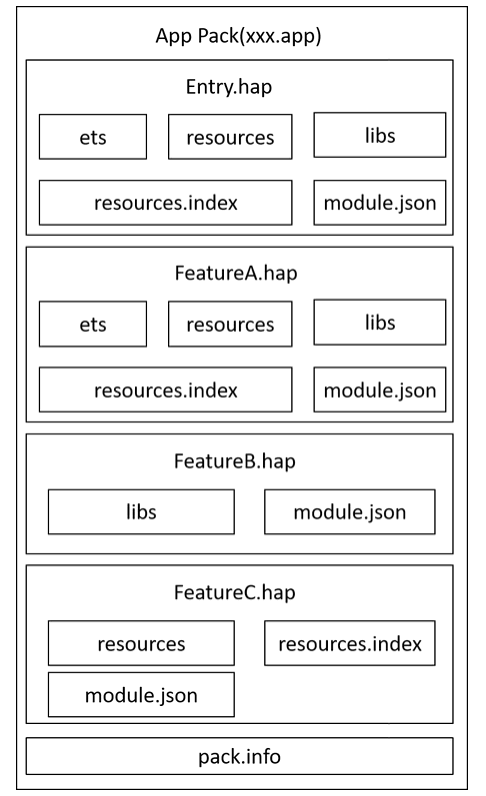 App Pack(xxx.app)
Entry.hap
ets resources libs
resources.index module.json
FeatureA.hap
ets resources libs
resources.index module.json
FeatureB.hap
libs module.json
FeatureC.hap
resources resources.index
module.json
pack.info